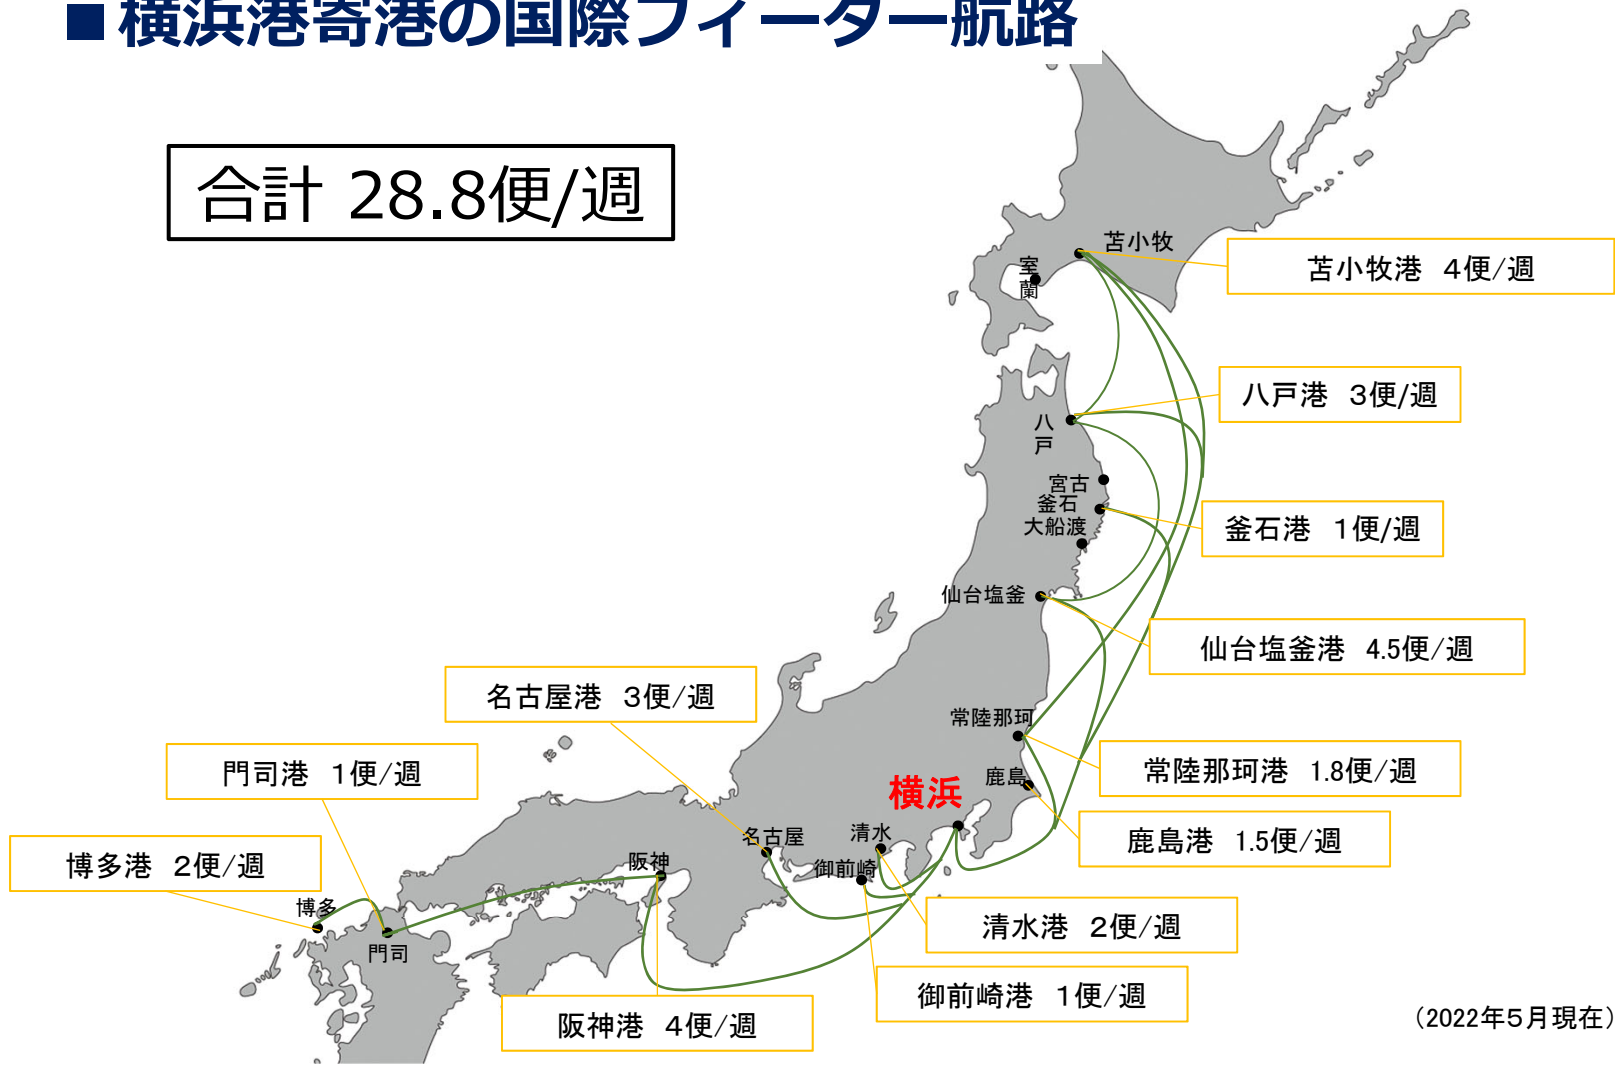 ■横浜港寄港の国際フィーダー航路
合計 28.8便/週
苫小牧
室蘭
苫小牧港 4便/週
八戸港 3便/週
八戸
宮古
釜石
大船渡
釜石港 1便/週
仙台塩釜
仙台塩釜港 4.5便/週
名古屋港 3便/週
常陸那珂
門司港 1便/週
常陸那珂港 1.8便/週
鹿島
横浜
鹿島港 1.5便/週
名古屋
清水
博多港 2便/週
阪神
御前崎
博多
門司
清水港 2便/週
御前崎港 1便/週
阪神港 4便/週
（2022年5月現在）